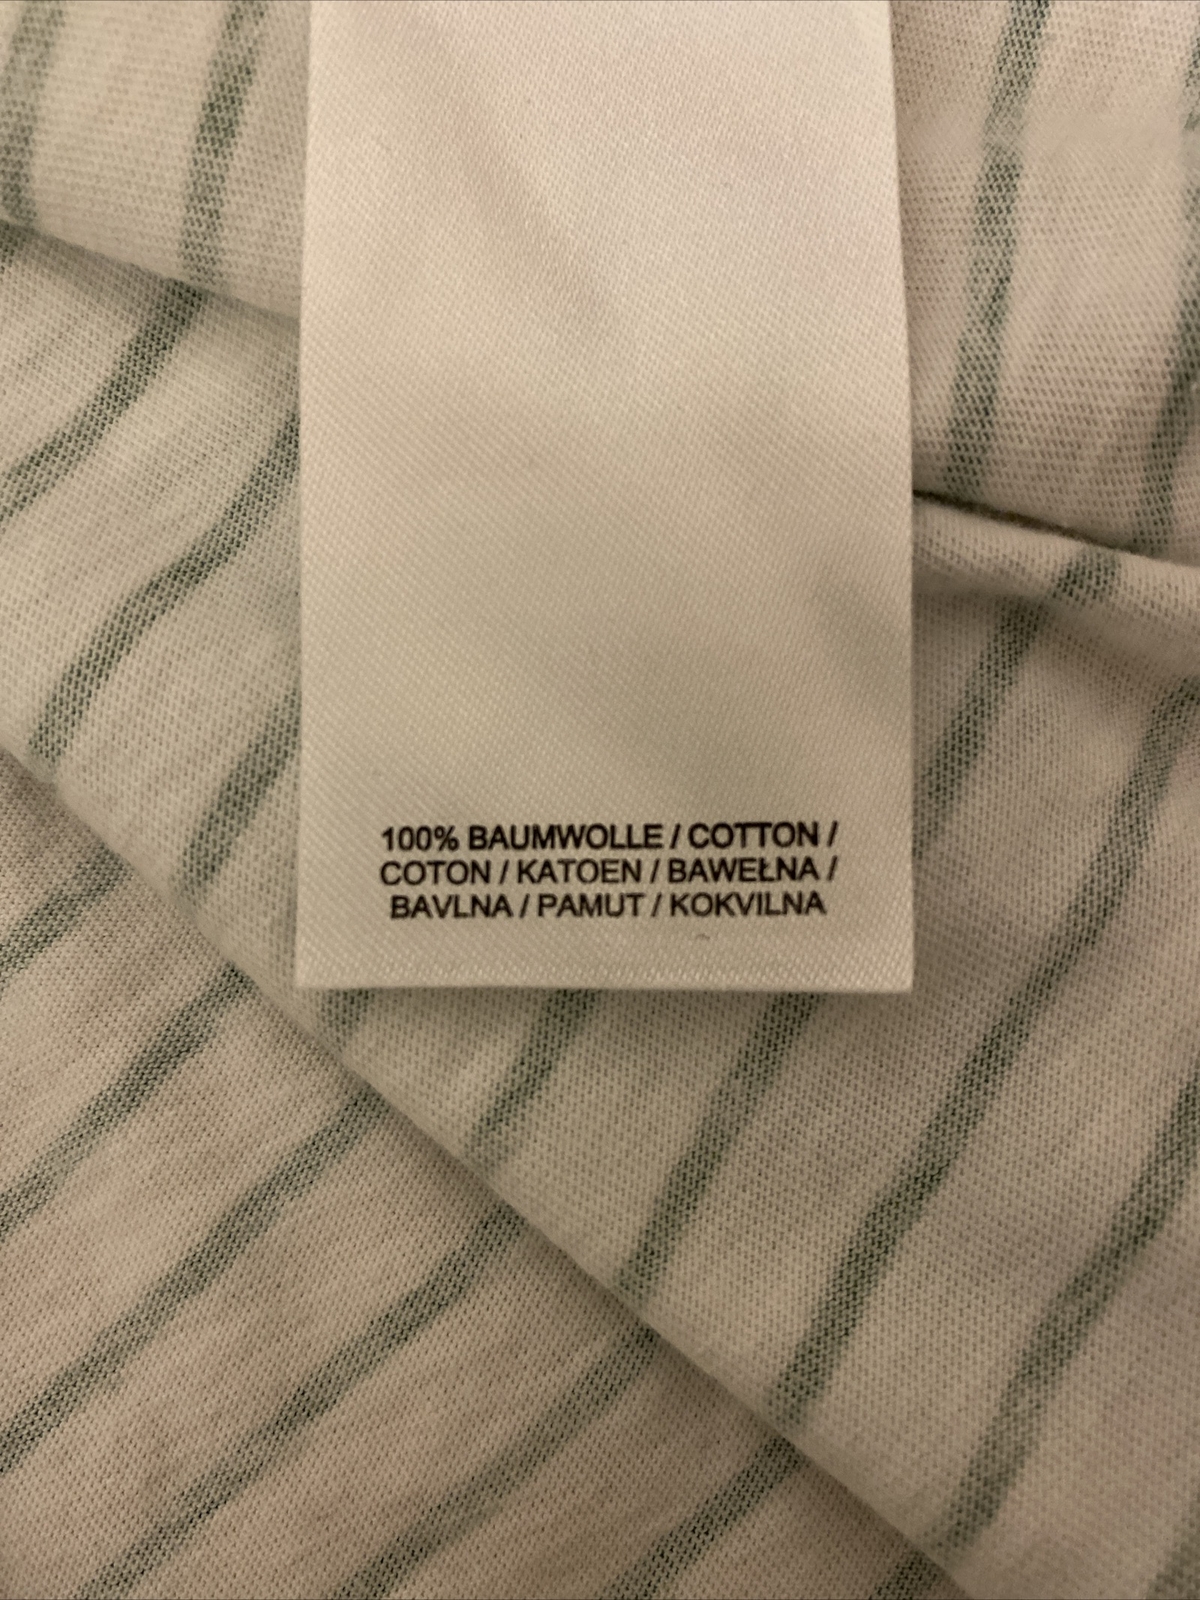 100% BAUMWOLLE / COTTON /
COTON / KATOEN / BAWEŁNA /
BAVLNA / PAMUT / KOKVILNA